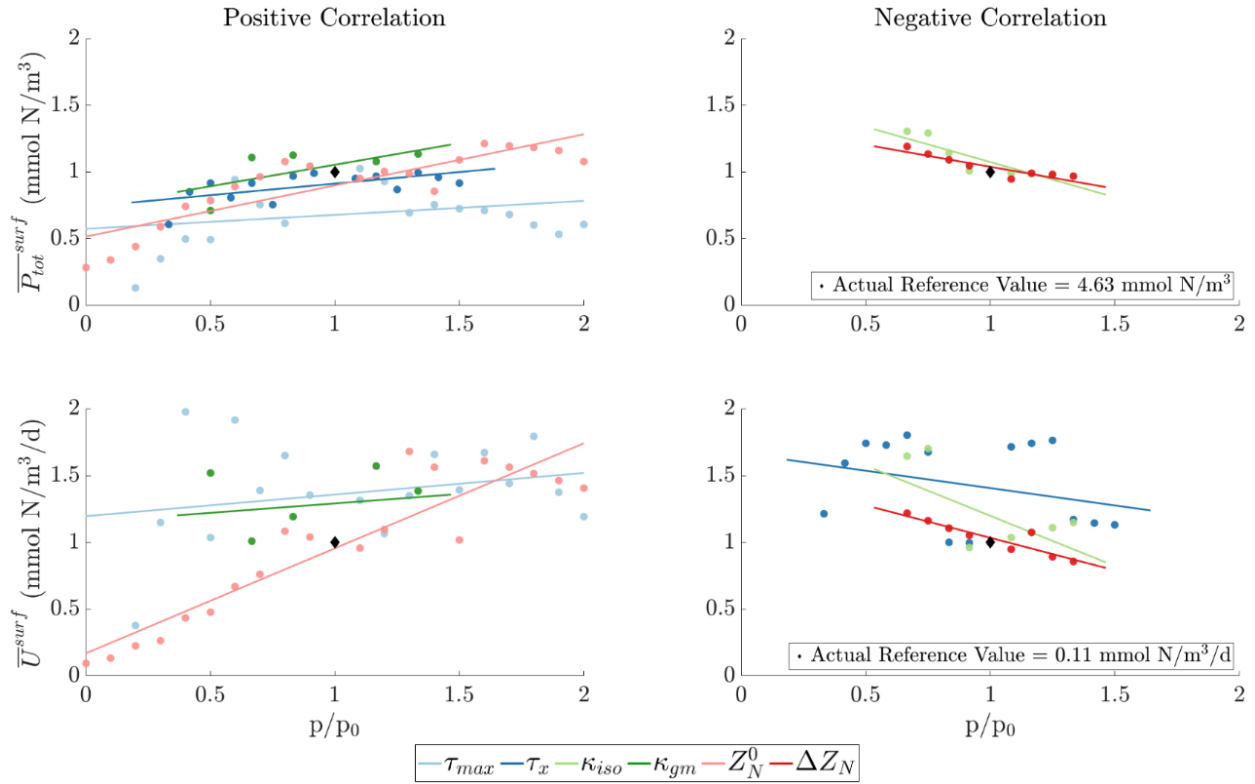 Positive Correlation
Negative Correlation
P_tot^surf (mmol N/m³)
2
1.5
1
0.5
0
0 0.5 1 1.5 2
2
1.5
1
0.5
0
• Actual Reference Value = 4.63 mmol N/m³
0 0.5 1 1.5 2
U^surf (mmol N/m³/d)
2
1.5
1
0.5
0
0 0.5 1 1.5 2
p/p₀
2
1.5
1
0.5
0
• Actual Reference Value = 0.11 mmol N/m³/d
0 0.5 1 1.5 2
p/p₀
τ_max τ_x κ_iso κ_gm Z_N^0 ΔZ_N